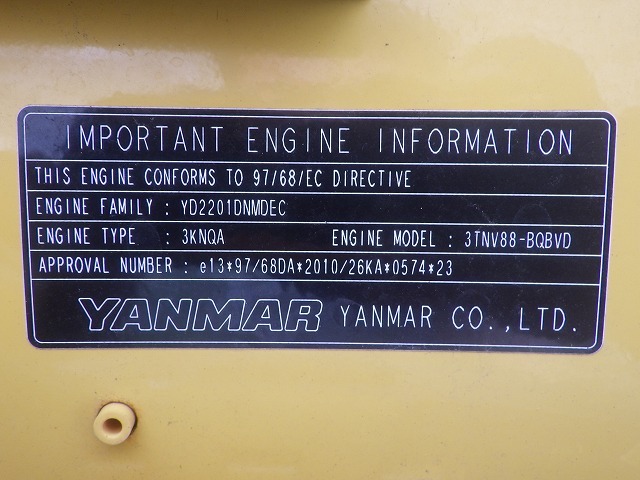 IMPORTANT ENGINE INFORMATION
THIS ENGINE CONFORMS TO 97/68/EC DIRECTIVE
ENGINE FAMILY : YD2201DNMDEC
ENGINE TYPE : 3KNQA ENGINE MODEL : 3TNV88-BQBVD
APPROVAL NUMBER : e13*97/68DA*2010/26KA*0574*23
YANMAR YANMAR CO.,LTD.